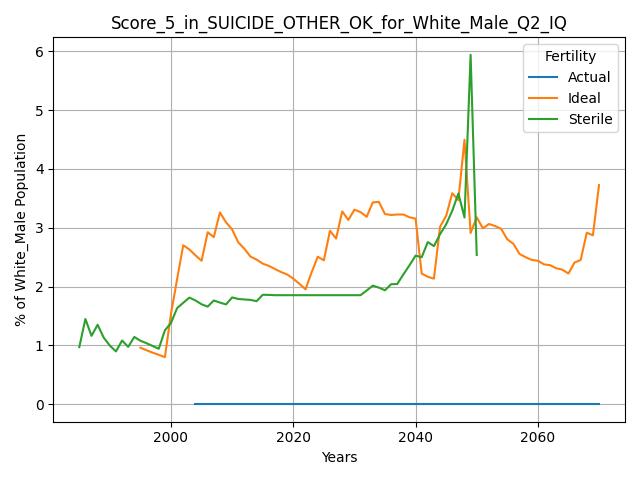 Score_5_in_SUICIDE_OTHER_OK_for_White_Male_Q2_IQ
Fertility
Actual
Ideal
Sterile
% of White_Male Population
6
5
4
3
2
1
0
2000 2020 2040 2060
Years